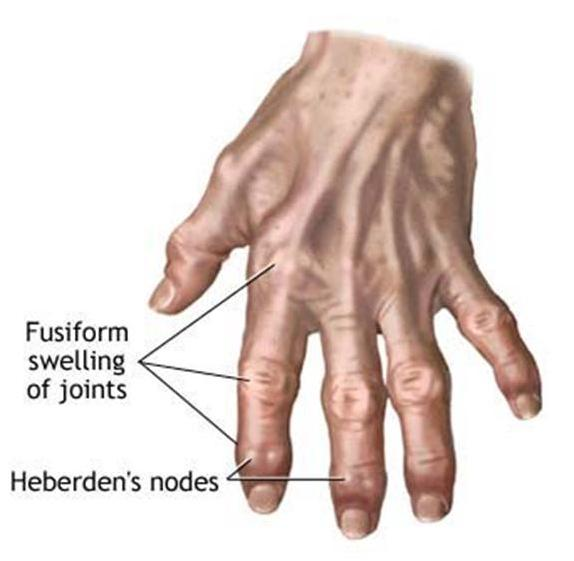 Fusiform
swelling
of joints
Heberden's nodes